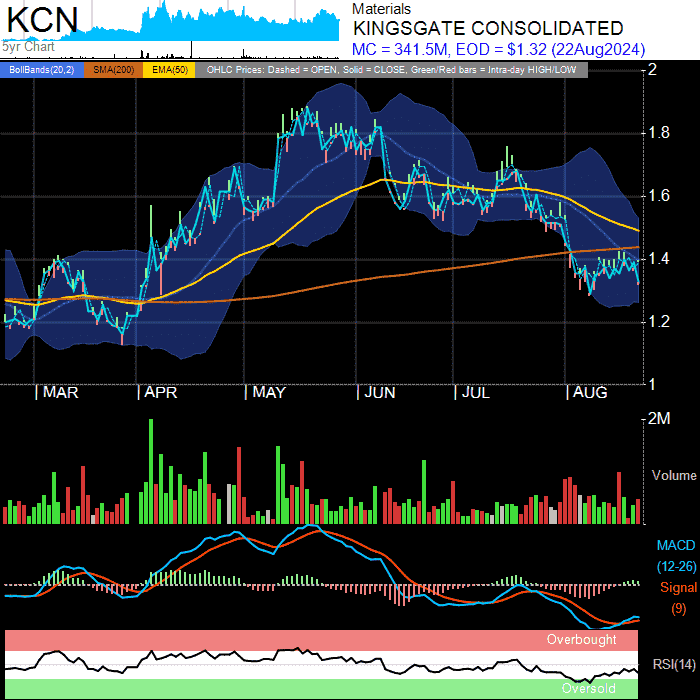 KCN
5yr Chart
Materials
KINGSGATE CONSOLIDATED
MC = 341.5M, EOD = $1.32 (22Aug2024)
BollBands(20,2) SMA(200) EMA(50) OHLC Prices: Dashed = OPEN, Solid = CLOSE, Green/Red bars = Intra-day HIGH/LOW
2
1.8
1.6
1.4
1.2
1
| MAR | APR | MAY | JUN | JUL | AUG
2M
Volume
MACD
(12-26)
Signal
(9)
Overbought
RSI(14)
Oversold